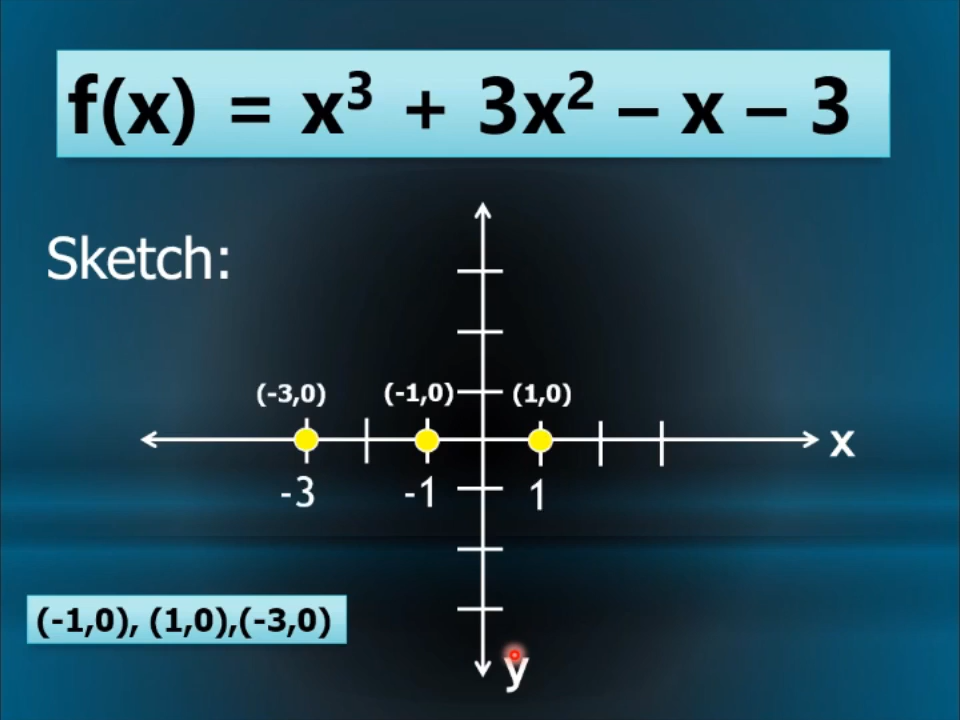 f(x) = x³ + 3x² – x – 3
Sketch:
(-3,0) (-1,0) (1,0)
x
-3 -1 1
(-1,0), (1,0),(-3,0)
y